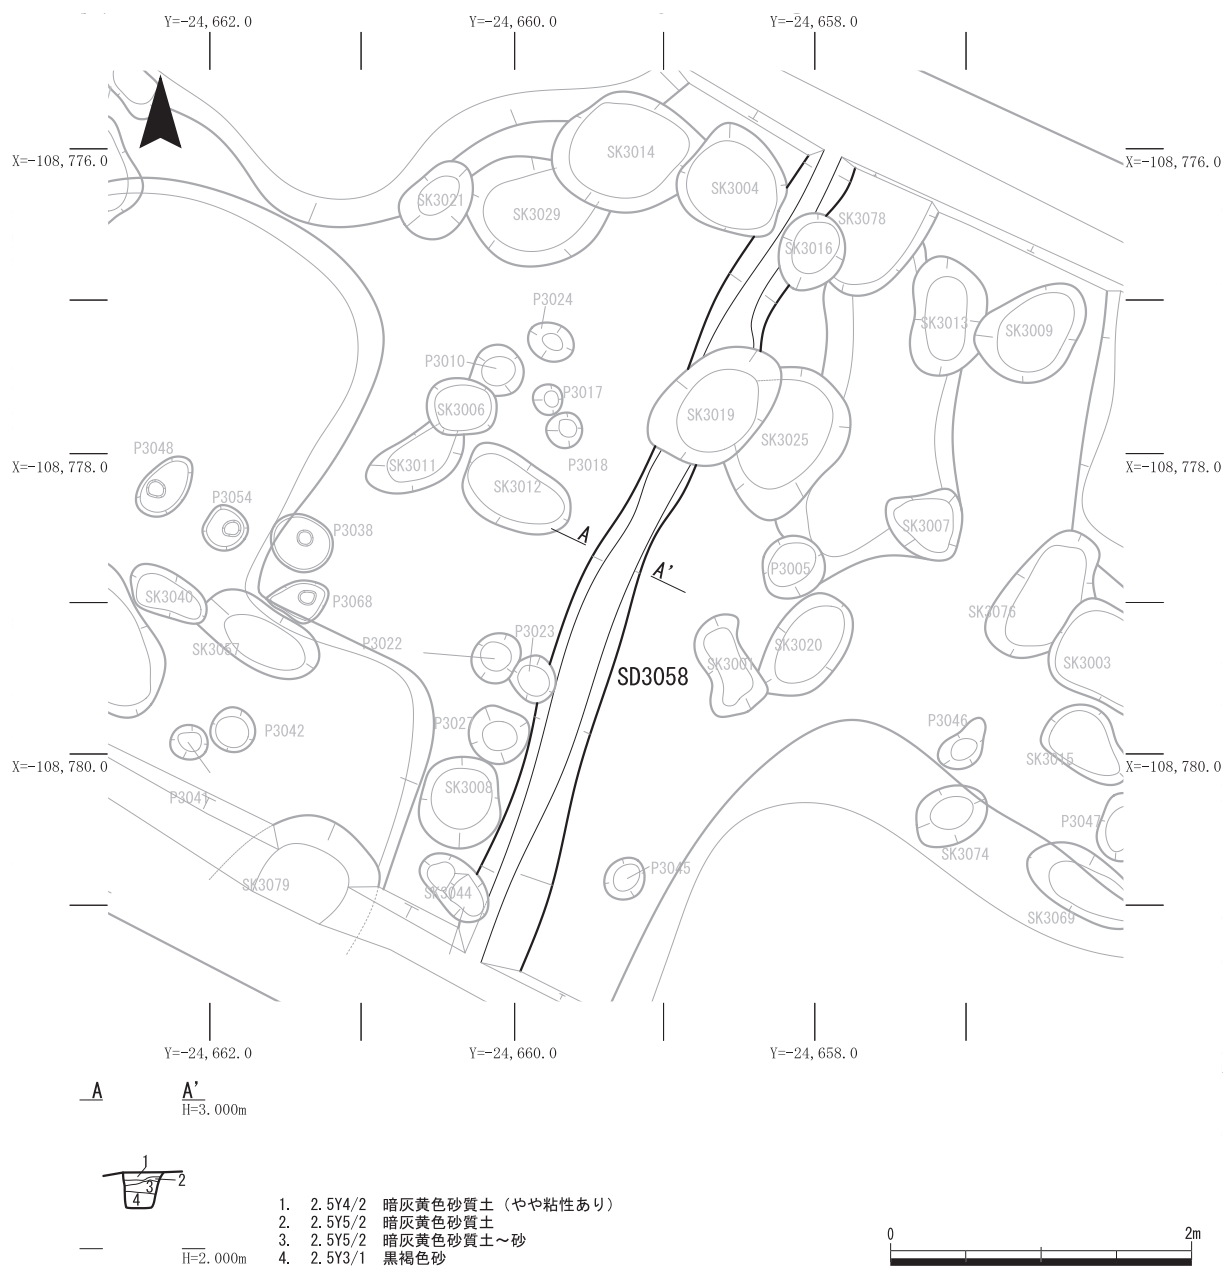 Y=-24,662.0 Y=-24,660.0 Y=-24,658.0
X=-108,776.0 X=-108,776.0
SK3014
SK3004
SK3021
SK3029
SK3078
SK3016
P3024
SK3013
SK3009
P3010
P3017
SK3006
SK3019
SK3025
P3048
P3018
X=-108,778.0 X=-108,778.0
SK3011
SK3012
P3054
P3038
A
SK3007
A'
P3005
SK3040
P3068
SK3076
P3022
P3023
SK3057
SK3001
SK3020
SK3003
SD3058
P3027
P3046
P3042
SK3015
X=-108,780.0 X=-108,780.0
P3041
SK3008
P3047
SK3074
P3045
SK3079
SK3044
SK3069
Y=-24,662.0 Y=-24,660.0 Y=-24,658.0
A A'
H=3.000m
1
2
3
4
H=2.000m
1. 2.5Y4/2 暗灰黄色砂質土（やや粘性あり）
2. 2.5Y5/2 暗灰黄色砂質土
3. 2.5Y5/2 暗灰黄色砂質土～砂
4. 2.5Y3/1 黒褐色砂
0 2m